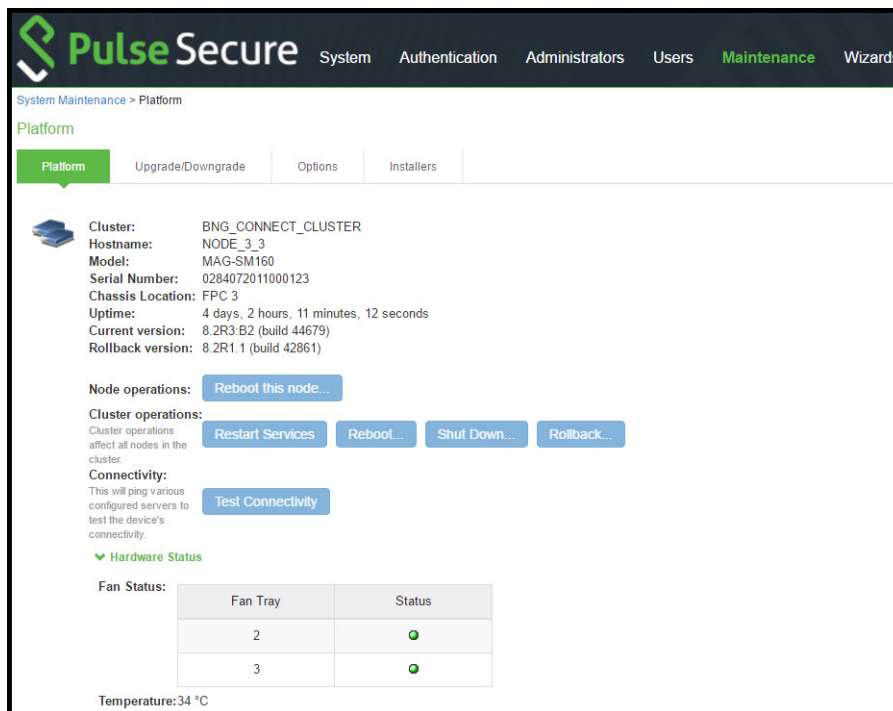 Pulse Secure
System Authentication Administrators Users Maintenance Wizard
System Maintenance > Platform
Platform
Platform Upgrade/Downgrade Options Installers
Cluster: BNG_CONNECT_CLUSTER
Hostname: NODE_3_3
Model: MAG-SM160
Serial Number: 0284072011000123
Chassis Location: FPC 3
Uptime: 4 days, 2 hours, 11 minutes, 12 seconds
Current version: 8.2R3:B2 (build 44679)
Rollback version: 8.2R1.1 (build 42861)
Node operations: Reboot this node...
Cluster operations:
Cluster operations
affect all nodes in the
cluster.
Restart Services Reboot... Shut Down... Rollback...
Connectivity:
This will ping various
configured servers to
test the device's
connectivity.
Test Connectivity
Hardware Status
Fan Status:
Fan Tray Status
2
3
Temperature: 34 °C